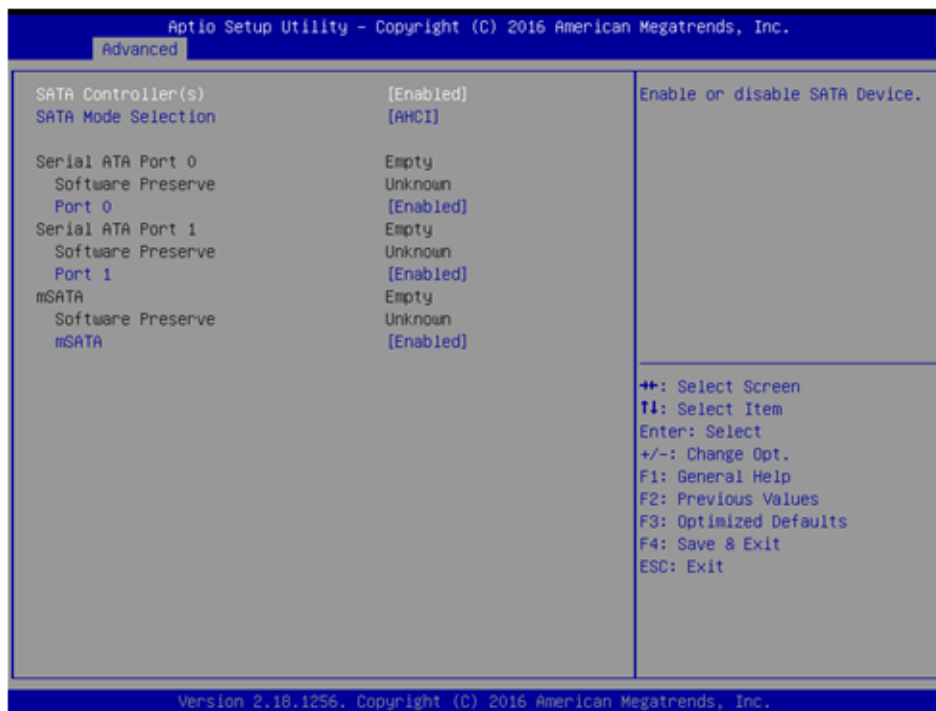 Aptio Setup Utility – Copyright (C) 2016 American Megatrends, Inc.
Advanced
SATA Controller(s) [Enabled]
SATA Mode Selection [AHCI]
Serial ATA Port 0 Empty
Software Preserve Unknown
Port 0 [Enabled]
Serial ATA Port 1 Empty
Software Preserve Unknown
Port 1 [Enabled]
mSATA Empty
Software Preserve Unknown
mSATA [Enabled]
Enable or disable SATA Device.
→←: Select Screen
↑↓: Select Item
Enter: Select
+/-: Change Opt.
F1: General Help
F2: Previous Values
F3: Optimized Defaults
F4: Save & Exit
ESC: Exit
Version 2.18.1256. Copyright (C) 2016 American Megatrends, Inc.